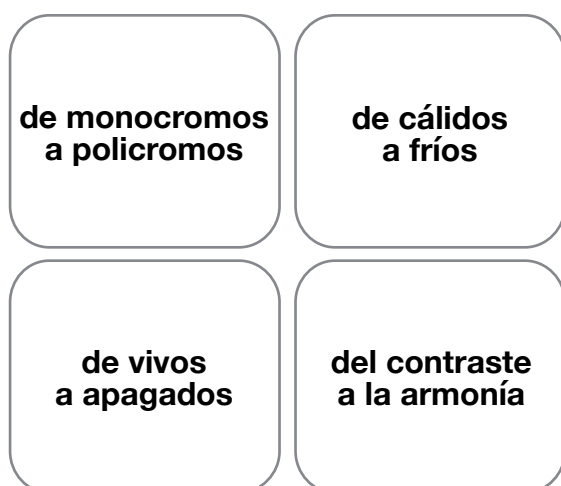 de monocromos
a policromos
de cálidos
a fríos
de vivos
a apagados
del contraste
a la armonía